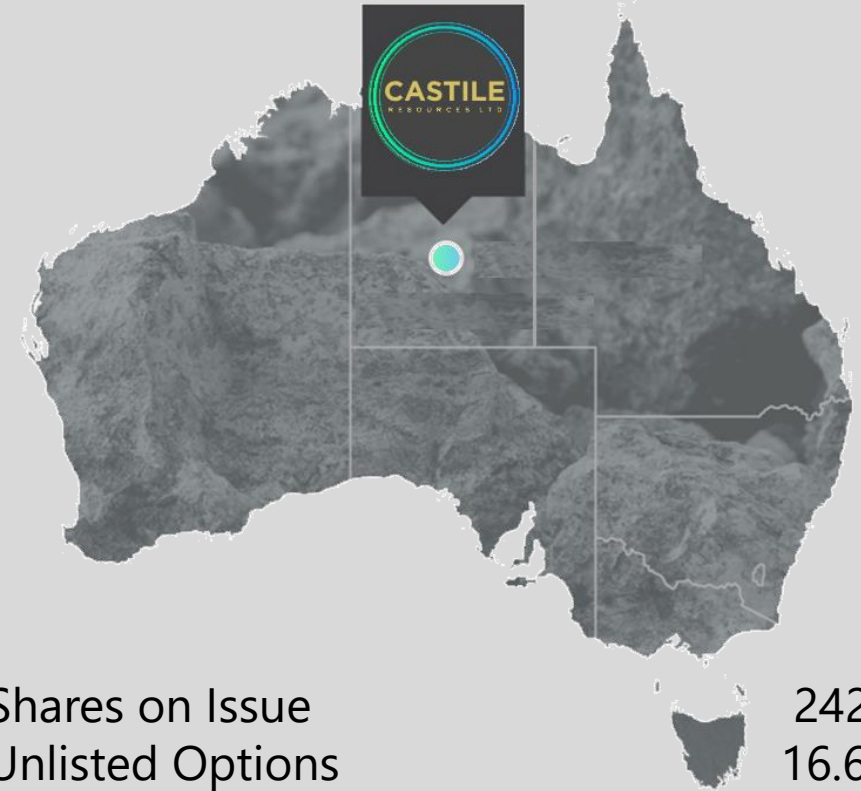 CASTILE
RESOURCES LTD
Shares on Issue 242
Unlisted Options 16.6